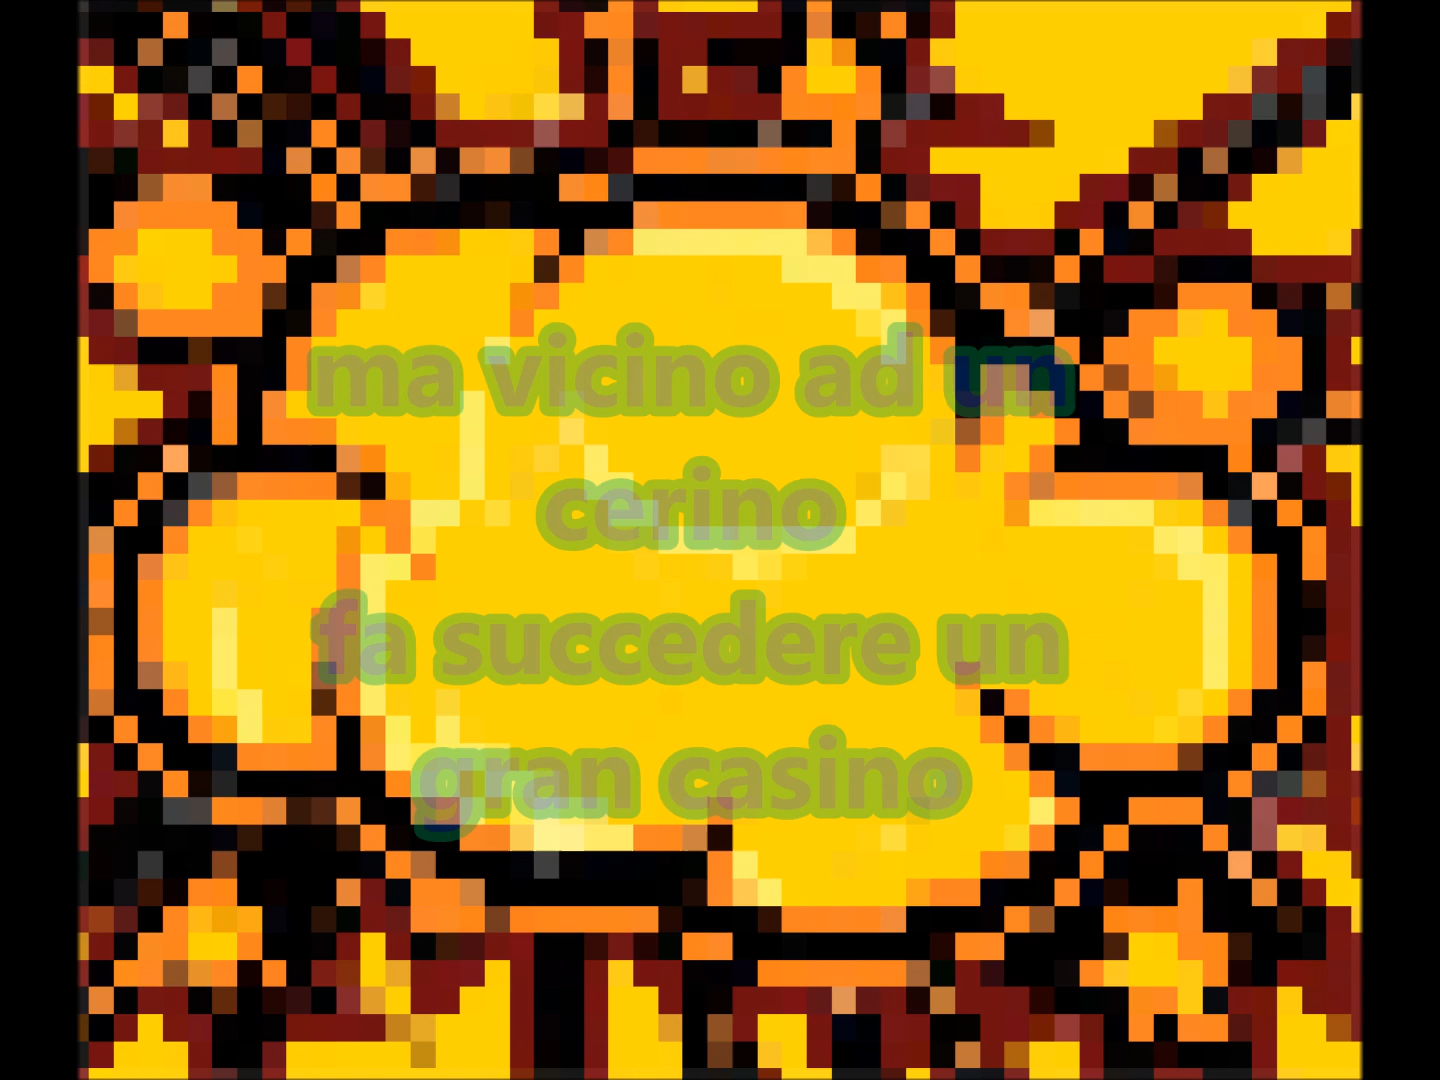 ma vicino ad un
cerino
fa succedere un
gran casino